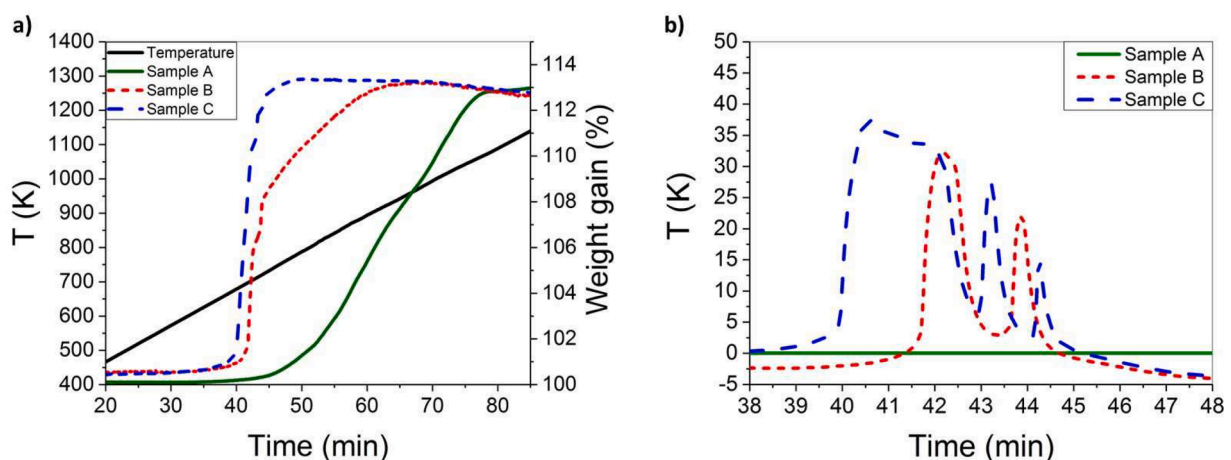 a)
1400
1300
1200
1100
1000
900
800
700
600
500
400
T (K)
Temperature
Sample A
Sample B
Sample C
114
112
110
108
106
104
102
100
Weight gain (%)
20 30 40 50 60 70 80
Time (min)
b)
50
45
40
35
30
25
20
15
10
5
0
-5
T (K)
Sample A
Sample B
Sample C
38 39 40 41 42 43 44 45 46 47 48
Time (min)